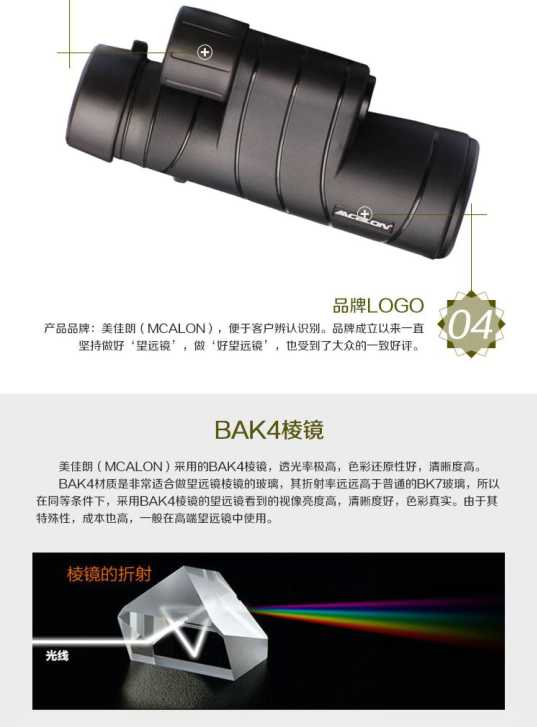 MCALON
品牌LOGO
04
产品品牌：美佳朗（MCALON），便于客户辨认识别。品牌成立以来一直
坚持做好‘望远镜’，做‘好望远镜’，也受到了大众的一致好评。
BAK4棱镜
美佳朗（MCALON）采用的BAK4棱镜，透光率极高，色彩还原性好，清晰度高。
BAK4材质是非常适合做望远镜棱镜的玻璃，其折射率远远高于普通的BK7玻璃，所以
在同等条件下，采用BAK4棱镜的望远镜看到的视像亮度高，清晰度好，色彩真实。由于其
特殊性，成本也高，一般在高端望远镜中使用。
棱镜的折射
光线